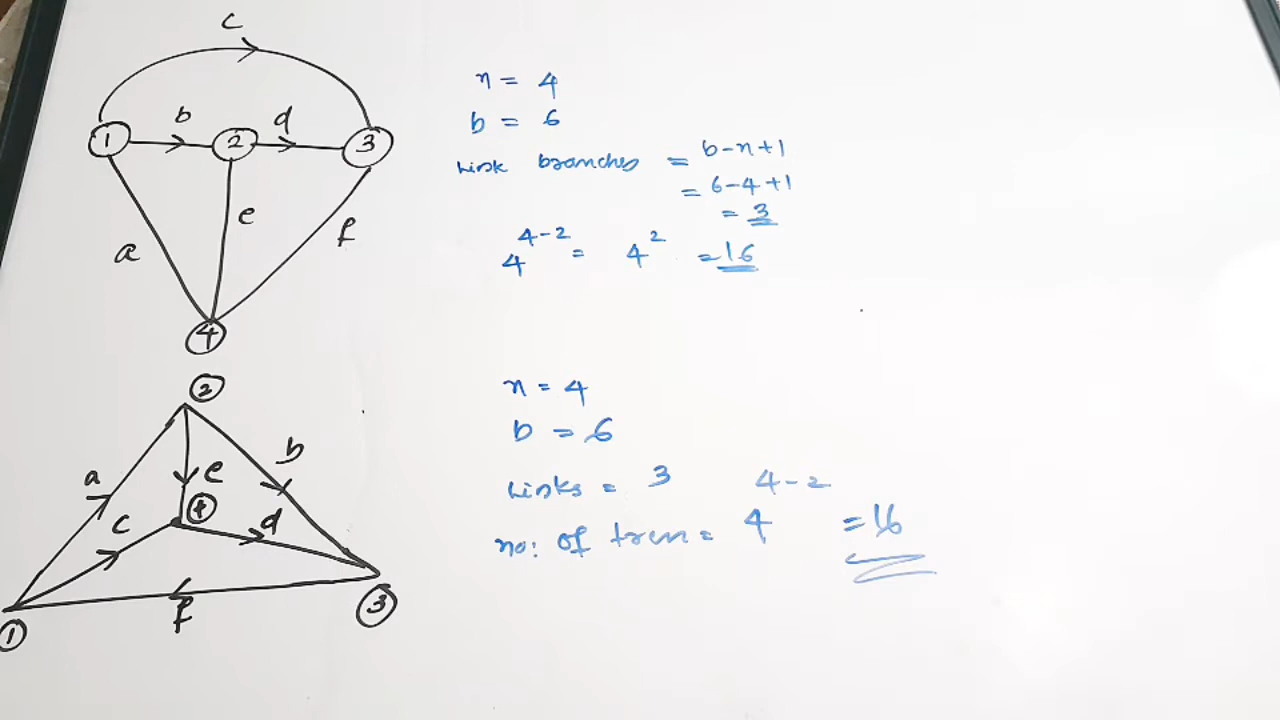 c
b d
1 2 3
e
a f
4
n = 4
b = 6
Link branches = b-n+1
= 6-4+1
= 3
4^{4-2} = 4^2 = 16
2
a e b
4
c d
f
1 3
n = 4
b = 6
Links = 3
no: of trees = 4^{4-2} = 16